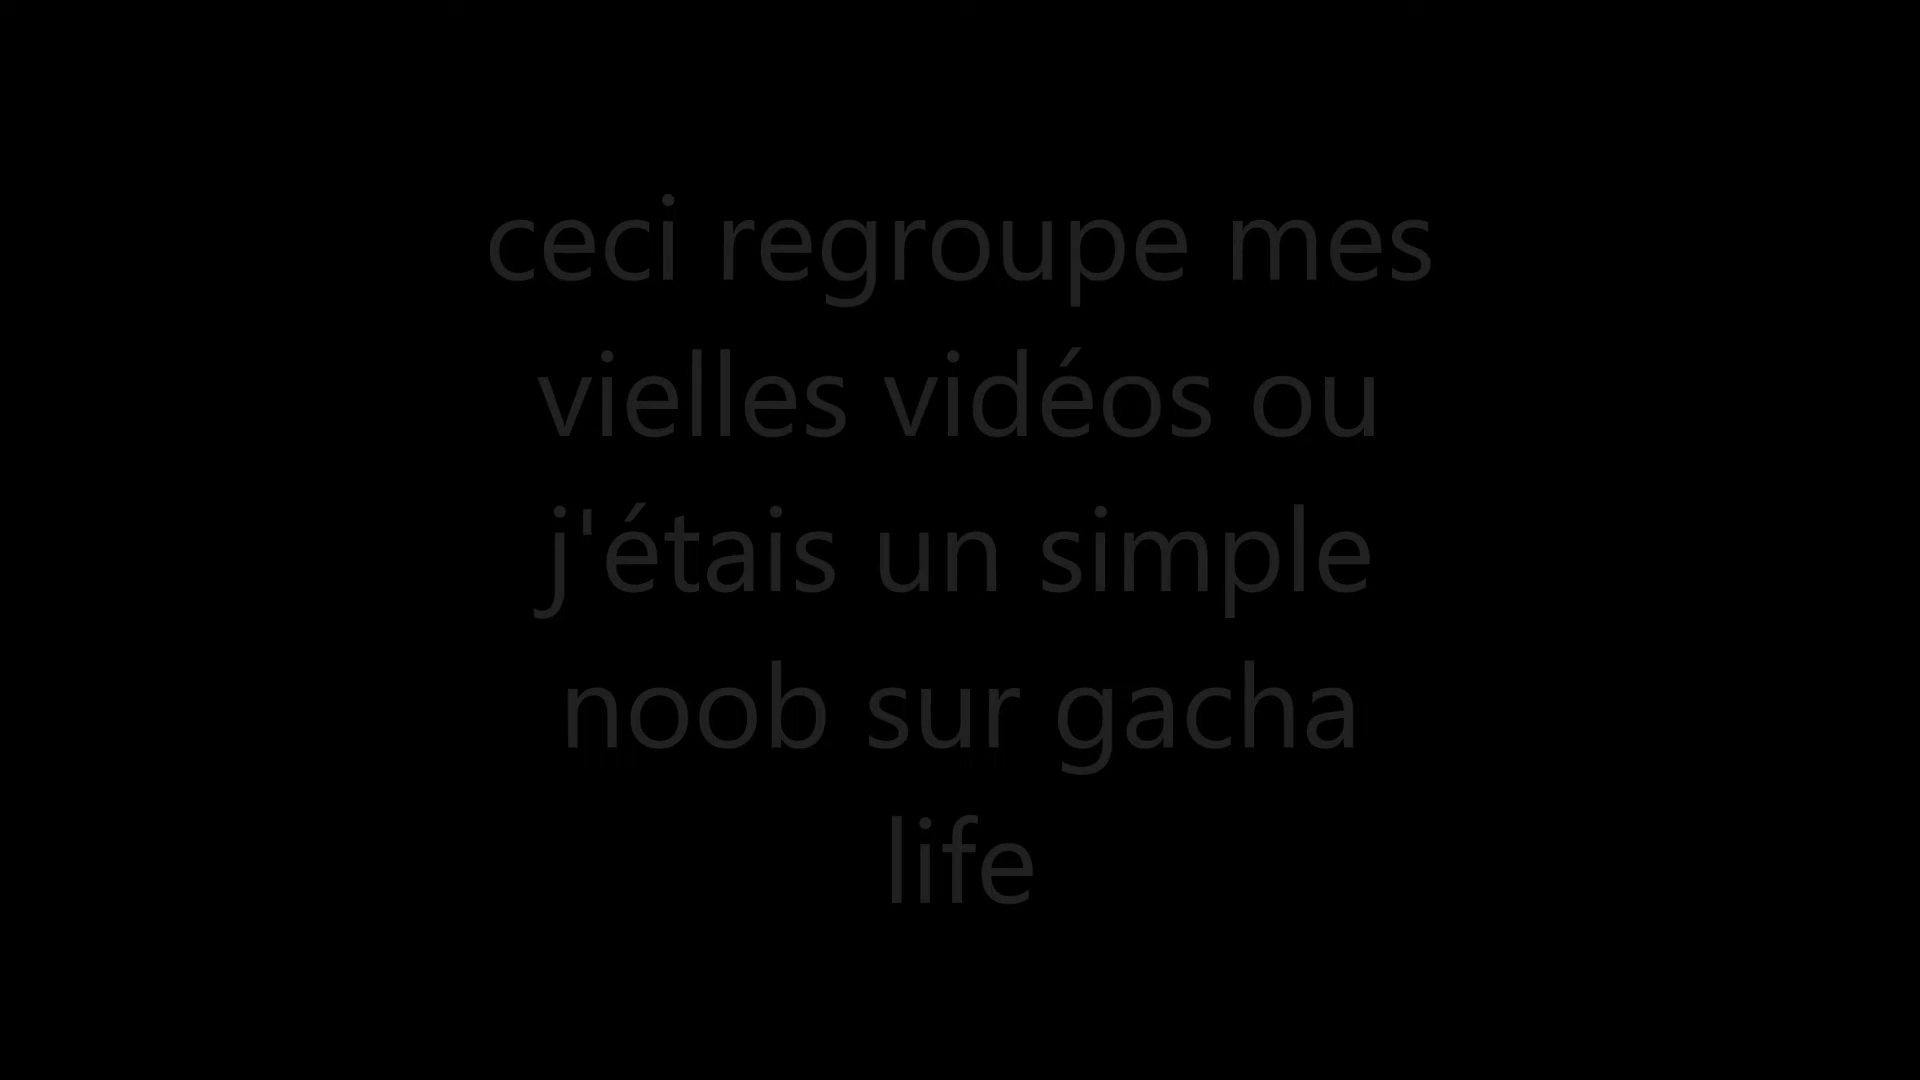 ceci regroupe mes
vielles vidéos ou
j'étais un simple
noob sur gacha
life